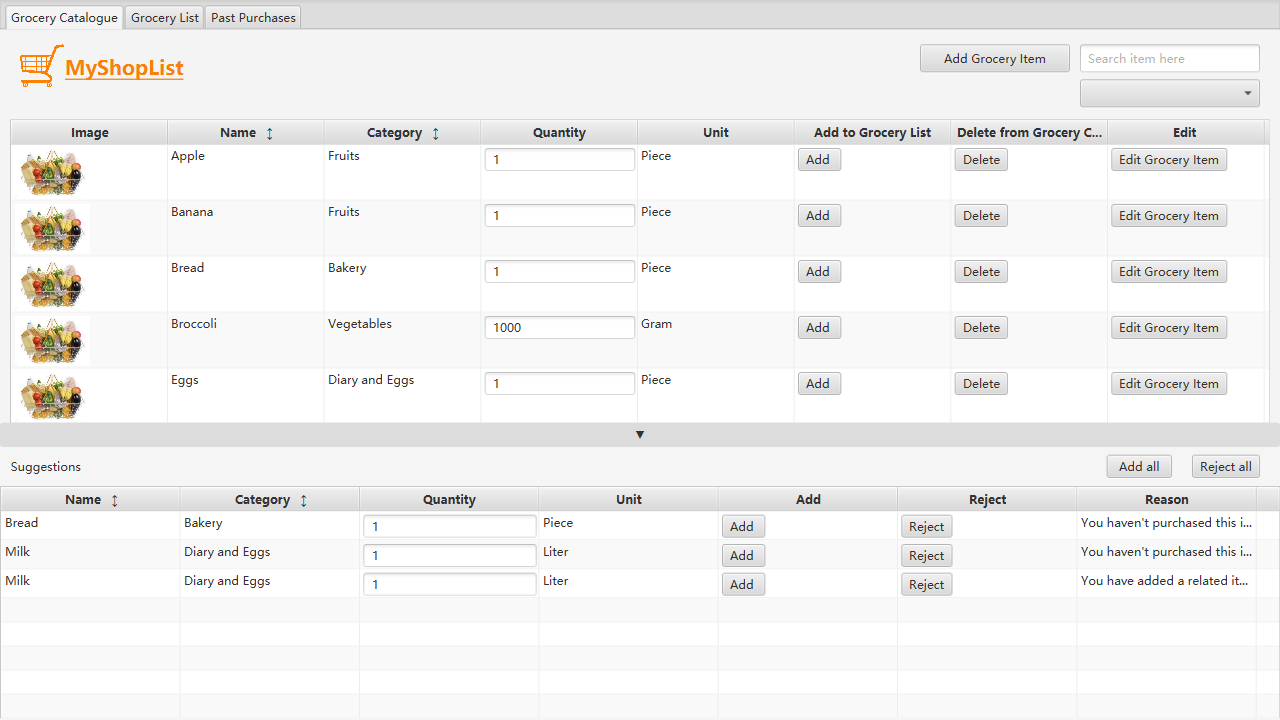 Grocery Catalogue Grocery List Past Purchases
MyShopList
Add Grocery Item Search item here
Image Name ↕ Category ↕ Quantity Unit Add to Grocery List Delete from Grocery C... Edit
Apple Fruits 1 Piece Add Delete Edit Grocery Item
Banana Fruits 1 Piece Add Delete Edit Grocery Item
Bread Bakery 1 Piece Add Delete Edit Grocery Item
Broccoli Vegetables 1000 Gram Add Delete Edit Grocery Item
Eggs Diary and Eggs 1 Piece Add Delete Edit Grocery Item
▼
Suggestions Add all Reject all
Name ↕ Category ↕ Quantity Unit Add Reject Reason
Bread Bakery 1 Piece Add Reject You haven't purchased this i...
Milk Diary and Eggs 1 Liter Add Reject You haven't purchased this i...
Milk Diary and Eggs 1 Liter Add Reject You have added a related it...